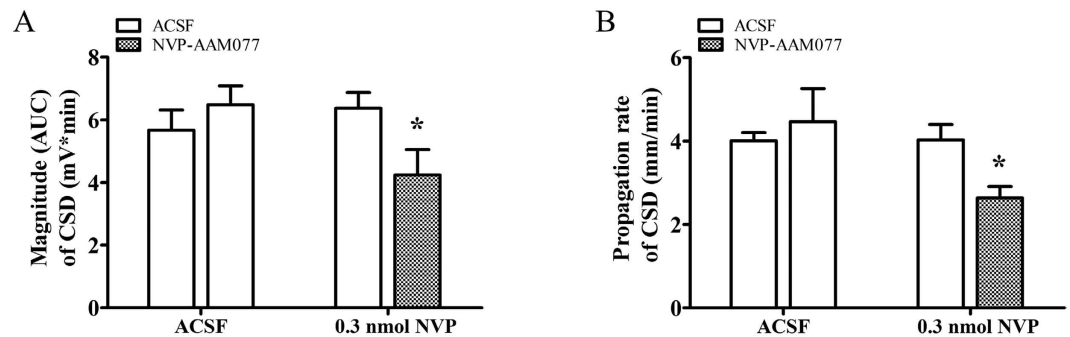 A
ACSF
NVP-AAM077
Magnitude (AUC)
of CSD (mV*min)
8
6
4
2
0
*
ACSF
0.3 nmol NVP
B
ACSF
NVP-AAM077
Propagation rate
of CSD (mm/min)
6
4
2
0
*
ACSF
0.3 nmol NVP